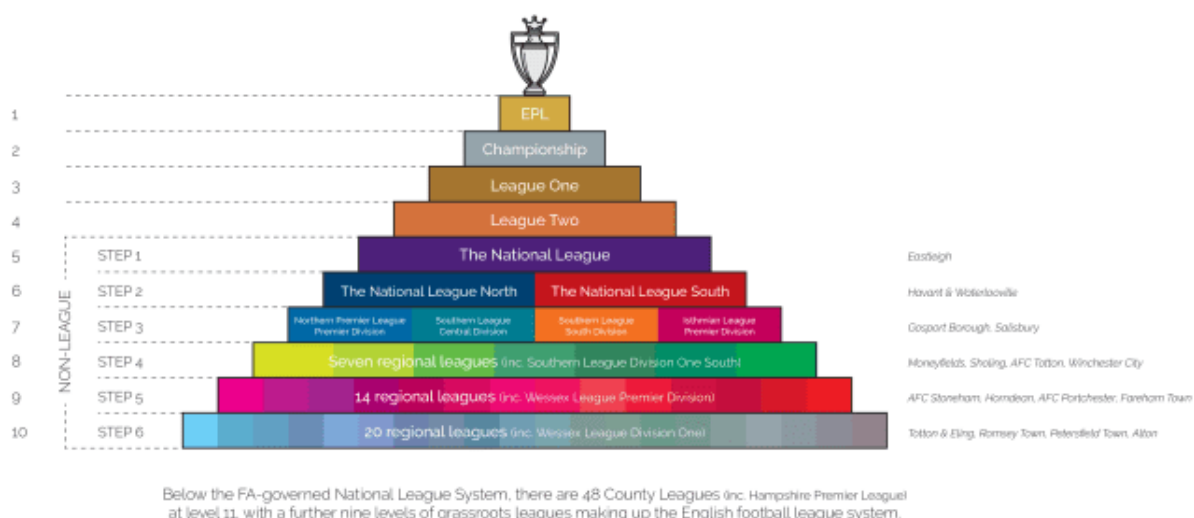 1
EPL
2
Championship
3
League One
4
League Two
5
STEP 1
The National League
Eastleigh
6
STEP 2
The National League North
The National League South
Havant & Waterlooville
7
STEP 3
Northern Premier League
Premier Division
Southern League
Central Division
Southern League
South Division
Isthmian League
Premier Division
Gosport Borough, Salisbury
8
STEP 4
Seven regional leagues (inc. Southern League Division One South)
Moneyfields, Sholing, AFC Totton, Winchester City
9
STEP 5
14 regional leagues (inc. Wessex League Premier Division)
AFC Stoneham, Horndean, AFC Portchester, Fareham Town
10
STEP 6
20 regional leagues (inc. Wessex League Division One)
Totton & Eling, Romsey Town, Petersfield Town, Alton
NON-LEAGUE
Below the FA-governed National League System, there are 48 County Leagues (inc. Hampshire Premier League)
at level 11, with a further nine levels of grassroots leagues making up the English football league system.